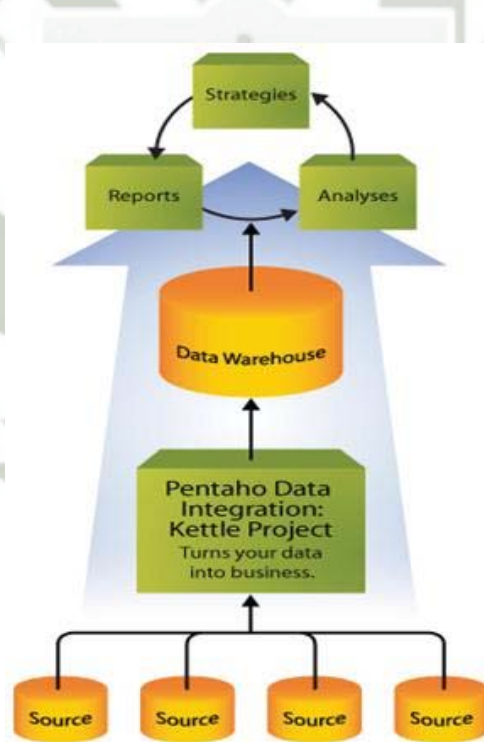 Strategies
Reports
Analyses
Data Warehouse
Pentaho Data
Integration:
Kettle Project
Turns your data
into business.
Source
Source
Source
Source